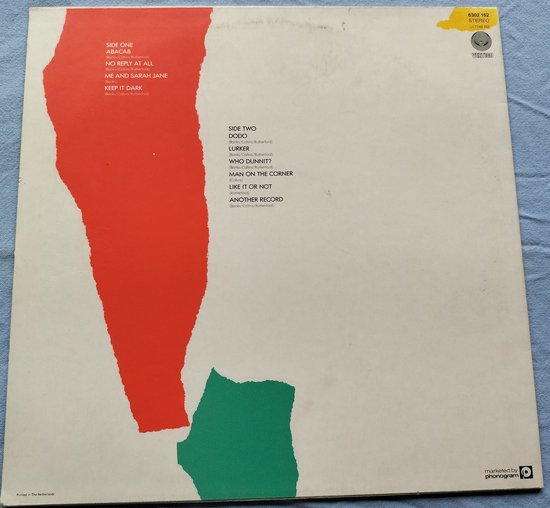 SIDE ONE
ABACAB
(Banks/Collins/Rutherford)
NO REPLY AT ALL
(Banks/Collins/Rutherford)
ME AND SARAH JANE
(Banks)
KEEP IT DARK
(Banks/Collins/Rutherford)
SIDE TWO
DODO
(Banks/Collins/Rutherford)
LURKER
(Banks/Collins/Rutherford)
WHO DUNNIT?
(Banks/Collins/Rutherford)
MAN ON THE CORNER
(Collins)
LIKE IT OR NOT
(Rutherford)
ANOTHER RECORD
(Banks/Collins/Rutherford)
6302 162
STEREO
vertigo
Printed in The Netherlands
marketed by
phonogram